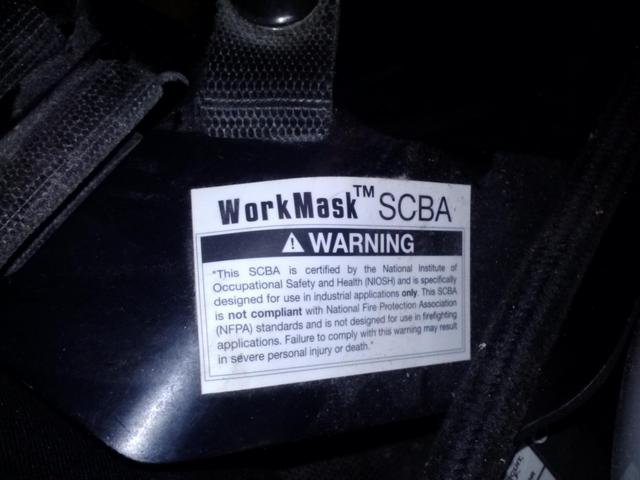 WorkMask™ SCBA
⚠ WARNING
"This SCBA is certified by the National Institute of
Occupational Safety and Health (NIOSH) and is specifically
designed for use in industrial applications only. This SCBA
is not compliant with National Fire Protection Association
(NFPA) standards and is not designed for use in firefighting
applications. Failure to comply with this warning may result
in severe personal injury or death."